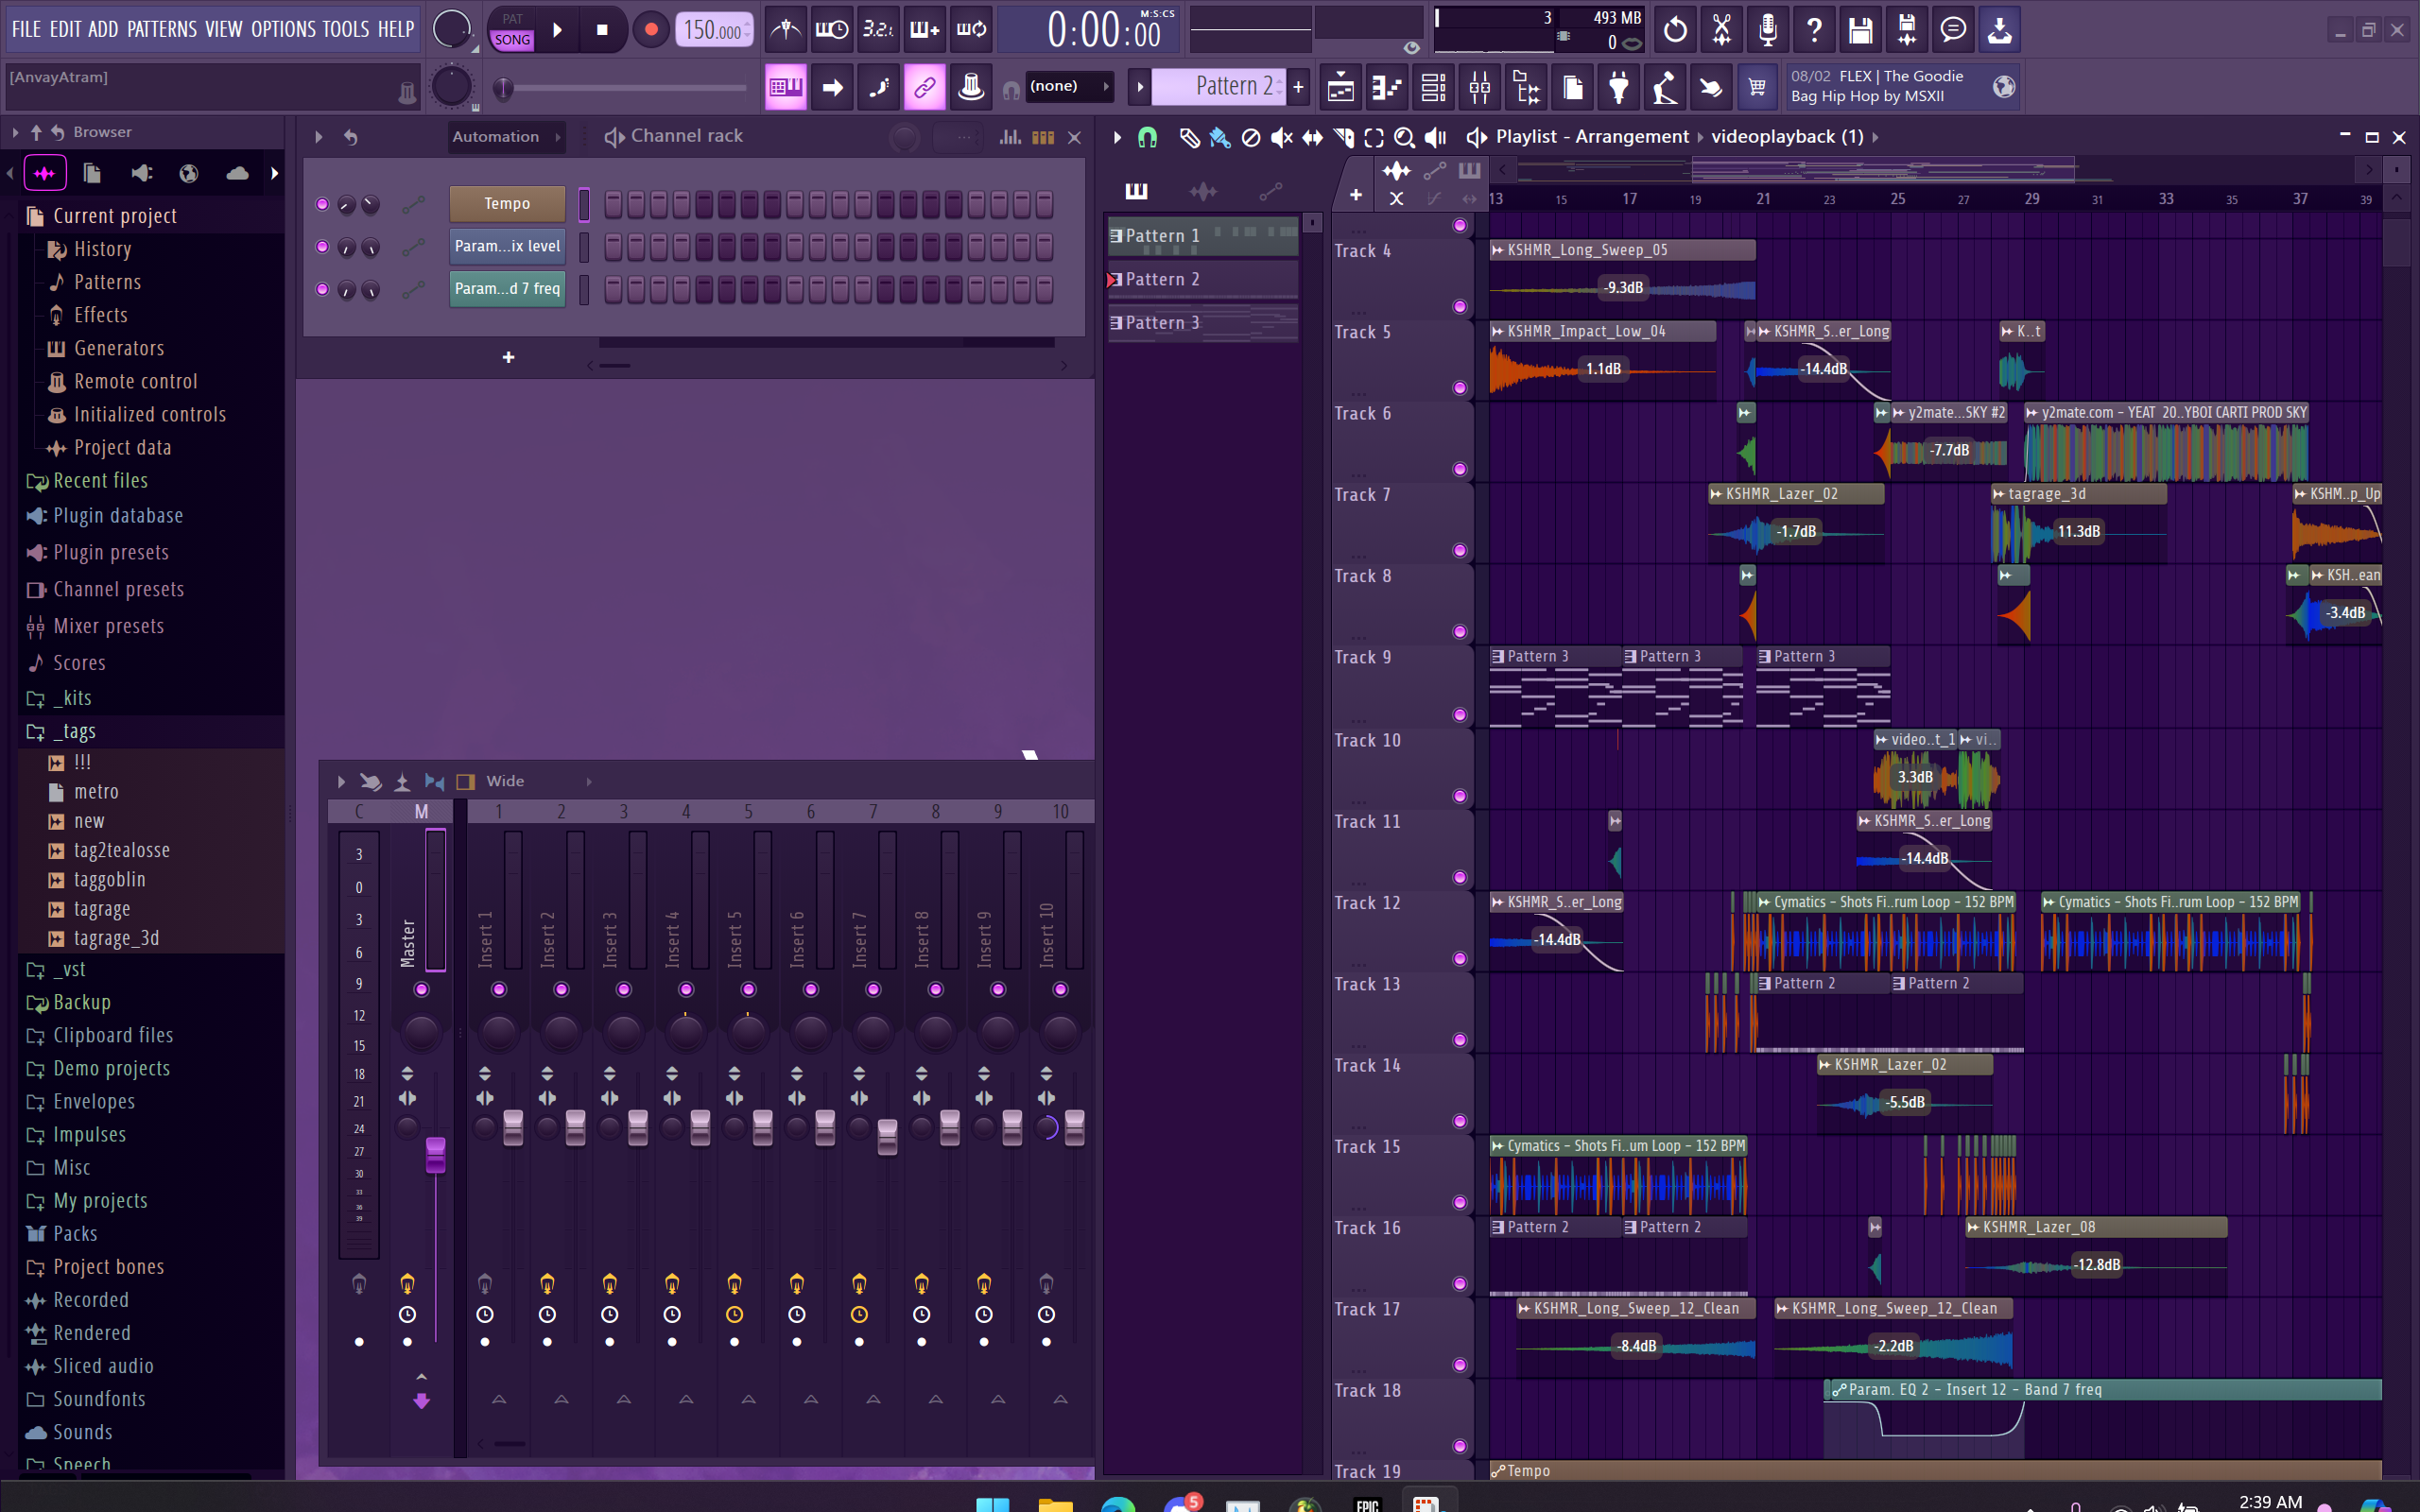 FILE EDIT ADD PATTERNS VIEW OPTIONS TOOLS HELP
PAT
SONG
150.000
3.2.
M:S:CS
0:00:00
3
493 MB
0
[AnvayAtram]
(none)
Pattern 2
08/02 FLEX | The Goodie
Bag Hip Hop by MSXII
Browser
Current project
History
Patterns
Effects
Generators
Remote control
Initialized controls
Project data
Recent files
Plugin database
Plugin presets
Channel presets
Mixer presets
Scores
_kits
_tags
!!!
metro
new
tag2tealosse
taggoblin
tagrage
tagrage_3d
_vst
Backup
Clipboard files
Demo projects
Envelopes
Impulses
Misc
My projects
Packs
Project bones
Recorded
Rendered
Sliced audio
Soundfonts
Sounds
Speech
Automation
Channel rack
Tempo
Param...ix level
Param...d 7 freq
Wide
C M 1 2 3 4 5 6 7 8 9 10
3
0
3
6
9
12
15
18
21
24
27
30
33
36
39
Master
Insert 1
Insert 2
Insert 3
Insert 4
Insert 5
Insert 6
Insert 7
Insert 8
Insert 9
Insert 10
Playlist - Arrangement
videoplayback (1)
13 15 17 19 21 23 25 27 29 31 33 35 37 39
Pattern 1
Pattern 2
Pattern 3
Track 4
KSHMR_Long_Sweep_05
-9.3dB
Track 5
KSHMR_Impact_Low_04
KSHMR_S..er_Long
K..t
1.1dB
-14.4dB
Track 6
y2mate...SKY #2
y2mate.com - YEAT 20..YBOI CARTI PROD SKY
-7.7dB
Track 7
KSHMR_Lazer_02
tagrage_3d
KSHM..p_Up
-1.7dB
11.3dB
Track 8
KSH..ean
-3.4dB
Track 9
Pattern 3
Pattern 3
Pattern 3
Track 10
video..t_1
vi..
3.3dB
Track 11
KSHMR_S..er_Long
-14.4dB
Track 12
KSHMR_S..er_Long
Cymatics - Shots Fi..rum Loop - 152 BPM
Cymatics - Shots Fi..rum Loop - 152 BPM
-14.4dB
Track 13
Pattern 2
Pattern 2
Track 14
KSHMR_Lazer_02
-5.5dB
Track 15
Cymatics - Shots Fi..um Loop - 152 BPM
Track 16
Pattern 2
Pattern 2
KSHMR_Lazer_08
-12.8dB
Track 17
KSHMR_Long_Sweep_12_Clean
KSHMR_Long_Sweep_12_Clean
-8.4dB
-2.2dB
Track 18
Param. EQ 2 - Insert 12 - Band 7 freq
Track 19
Tempo
5
EPIC
2:39 AM